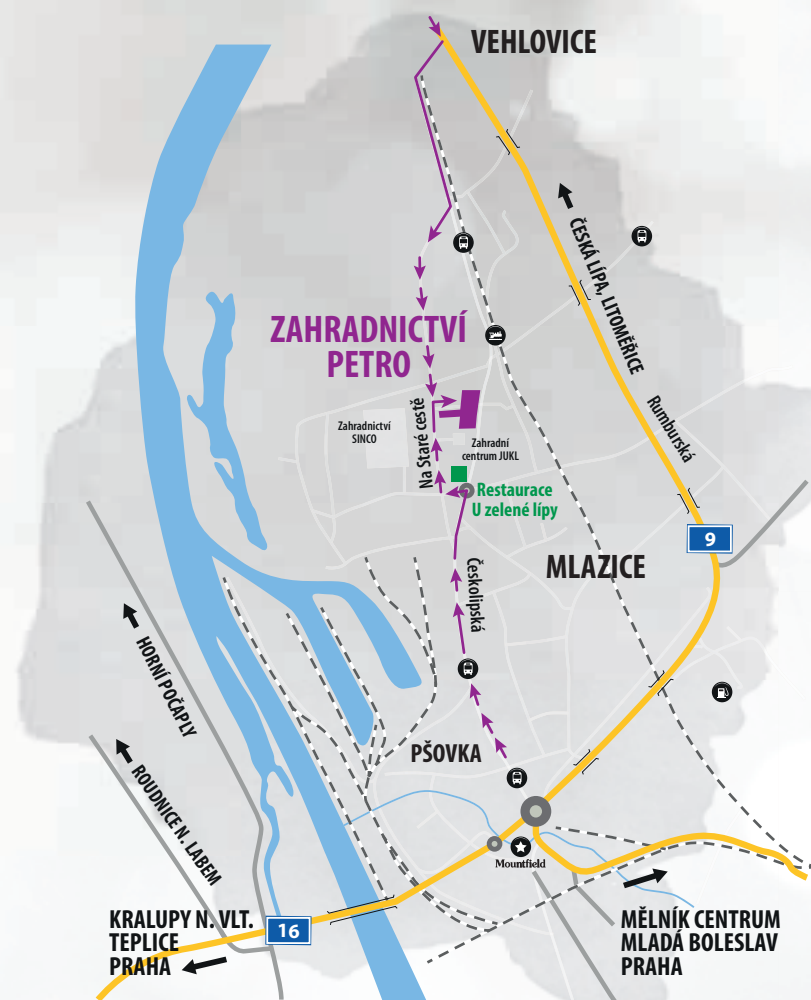 VEHLOVICE
ČESKÁ LÍPA, LITOMĚŘICE
ZAHRADNICTVÍ
PETRO
Rumburská
Na Staré cestě
Zahradnictví
SINCO
Zahradní
centrum JUKL
Restaurace
U zelené lípy
9
MLAZICE
Českolipská
HORNÍ POČAPLY
PŠOVKA
ROUDNICE N. LABEM
Mountfield
KRALUPY N. VLT.
TEPLICE
PRAHA
16
MĚLNÍK CENTRUM
MLADÁ BOLESLAV
PRAHA